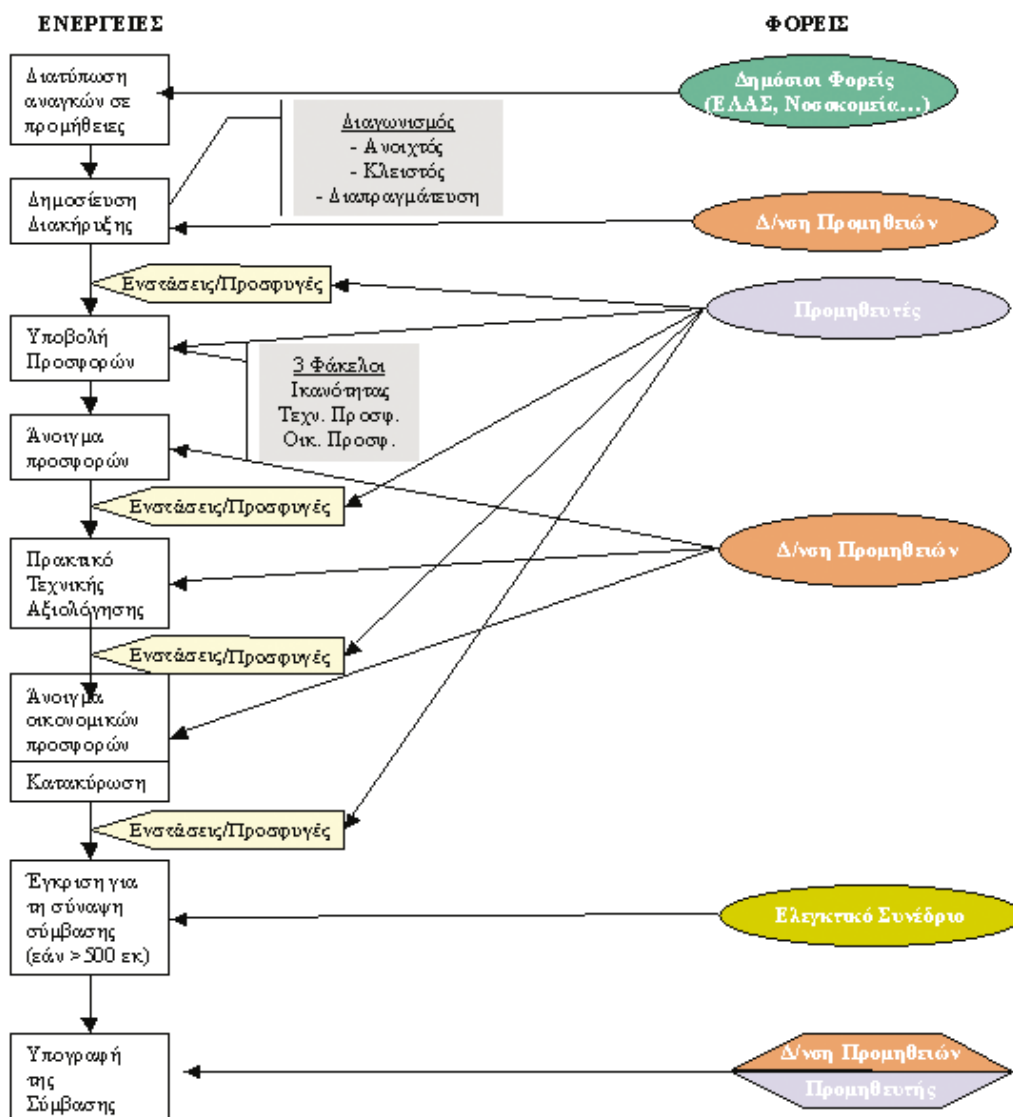 ΕΝΕΡΓΕΙΕΣ
ΦΟΡΕΙΣ
Διατύπωση
αναγκών σε
προμήθειες
Δημόσιοι Φορείς
(ΕΛΑΣ, Νοσοκομεία...)
Διαγωνισμός
- Ανοιχτός
- Κλειστός
- Διαπραγμάτευση
Δημοσίευση
Διακήρυξης
Δ/νση Προμηθειών
Ενστάσεις/Προσφυγές
Προμηθευτές
Υποβολή
Προσφορών
3 Φάκελοι
Ικανότητας
Τεχν. Προσφ.
Οικ. Προσφ.
Άνοιγμα
προσφορών
Ενστάσεις/Προσφυγές
Πρακτικό
Τεχνικής
Αξιολόγησης
Δ/νση Προμηθειών
Ενστάσεις/Προσφυγές
Άνοιγμα
οικονομικών
προσφορών
Κατακύρωση
Ενστάσεις/Προσφυγές
Έγκριση για
τη σύναψη
σύμβασης
(εάν >500 εκ)
Ελεγκτικό Συνέδριο
Υπογραφή
της
Σύμβασης
Δ/νση Προμηθειών
Προμηθευτής